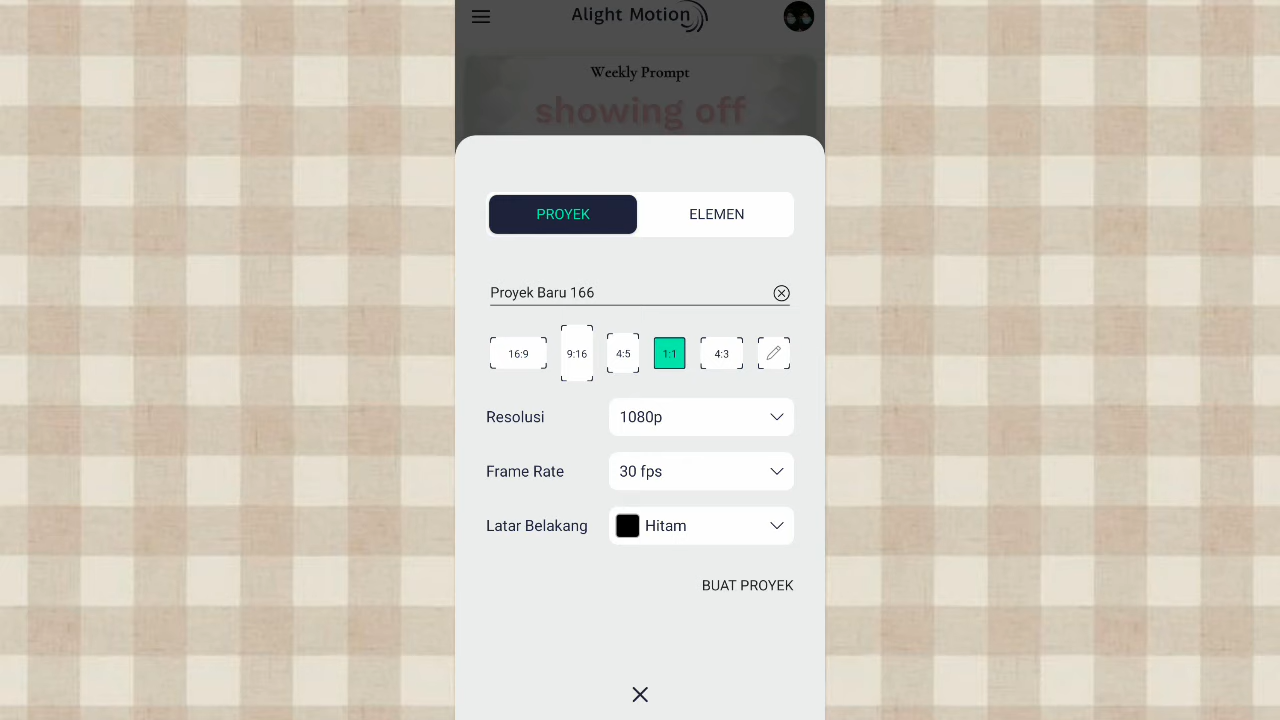 Alight Motion
Weekly Prompt
showing off
PROYEK ELEMEN
Proyek Baru 166
16:9 9:16 4:5 1:1 4:3
Resolusi 1080p
Frame Rate 30 fps
Latar Belakang Hitam
BUAT PROYEK